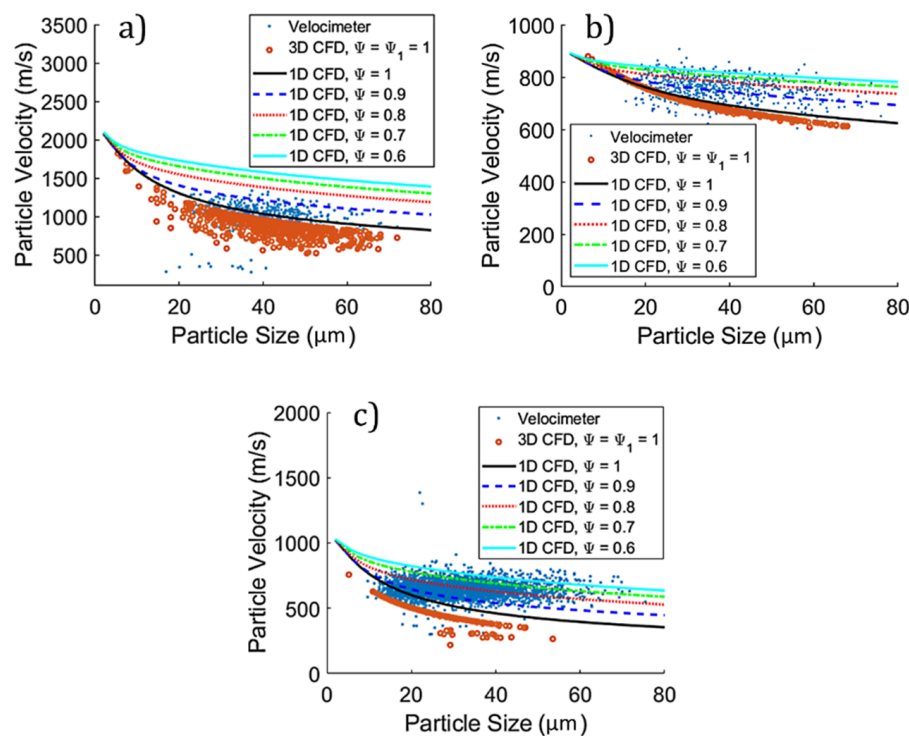 a)
3500
3000
2500
2000
1500
1000
500
Particle Velocity (m/s)
0
20
40
60
80
Particle Size (μm)
Velocimeter
3D CFD, Ψ = Ψ₁ = 1
1D CFD, Ψ = 1
1D CFD, Ψ = 0.9
1D CFD, Ψ = 0.8
1D CFD, Ψ = 0.7
1D CFD, Ψ = 0.6
b)
1000
800
600
400
200
0
Particle Velocity (m/s)
0
20
40
60
80
Particle Size (μm)
Velocimeter
3D CFD, Ψ = Ψ₁ = 1
1D CFD, Ψ = 1
1D CFD, Ψ = 0.9
1D CFD, Ψ = 0.8
1D CFD, Ψ = 0.7
1D CFD, Ψ = 0.6
c)
2000
1500
1000
500
0
Particle Velocity (m/s)
0
20
40
60
80
Particle Size (μm)
Velocimeter
3D CFD, Ψ = Ψ₁ = 1
1D CFD, Ψ = 1
1D CFD, Ψ = 0.9
1D CFD, Ψ = 0.8
1D CFD, Ψ = 0.7
1D CFD, Ψ = 0.6